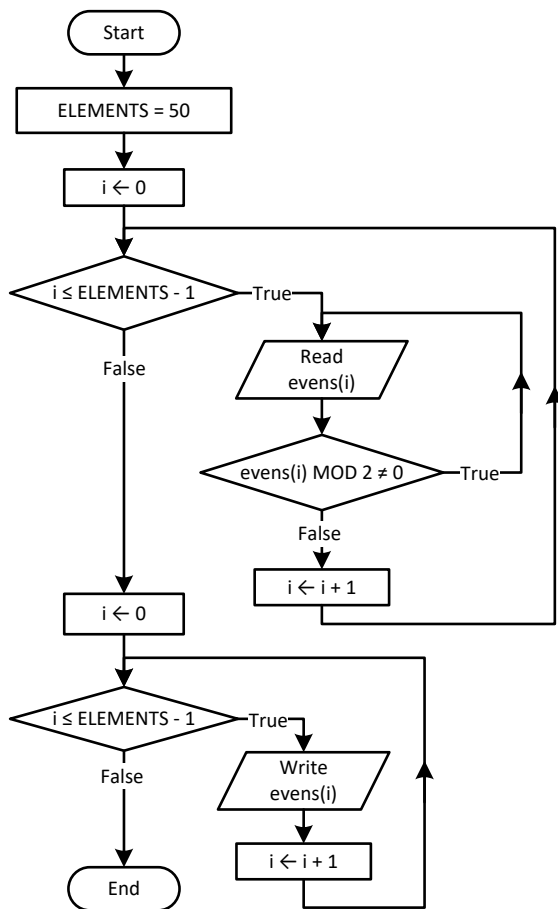 Start
ELEMENTS = 50
i ← 0
i ≤ ELEMENTS - 1
True
False
Read
evens(i)
evens(i) MOD 2 ≠ 0
True
False
i ← i + 1
i ← 0
i ≤ ELEMENTS - 1
True
False
Write
evens(i)
i ← i + 1
End